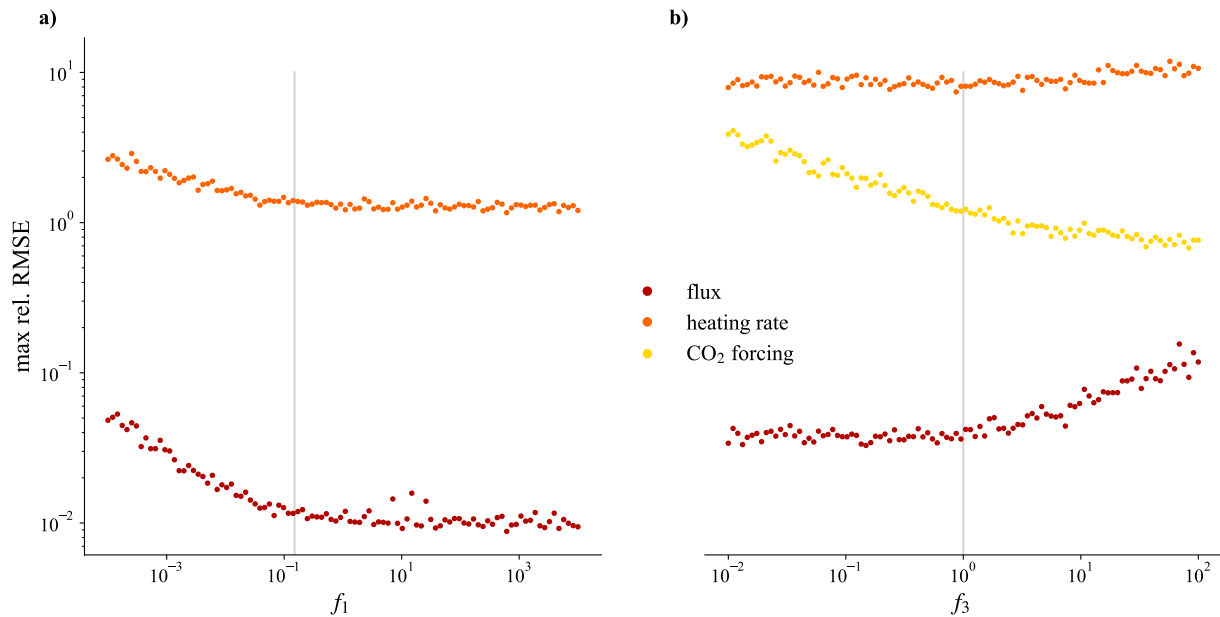 a)
b)
max rel. RMSE
10¹
10⁰
10⁻¹
10⁻²
10⁻³
10⁻¹
10¹
10³
f₁
flux
heating rate
CO₂ forcing
10⁻²
10⁻¹
10⁰
10¹
10²
f₃